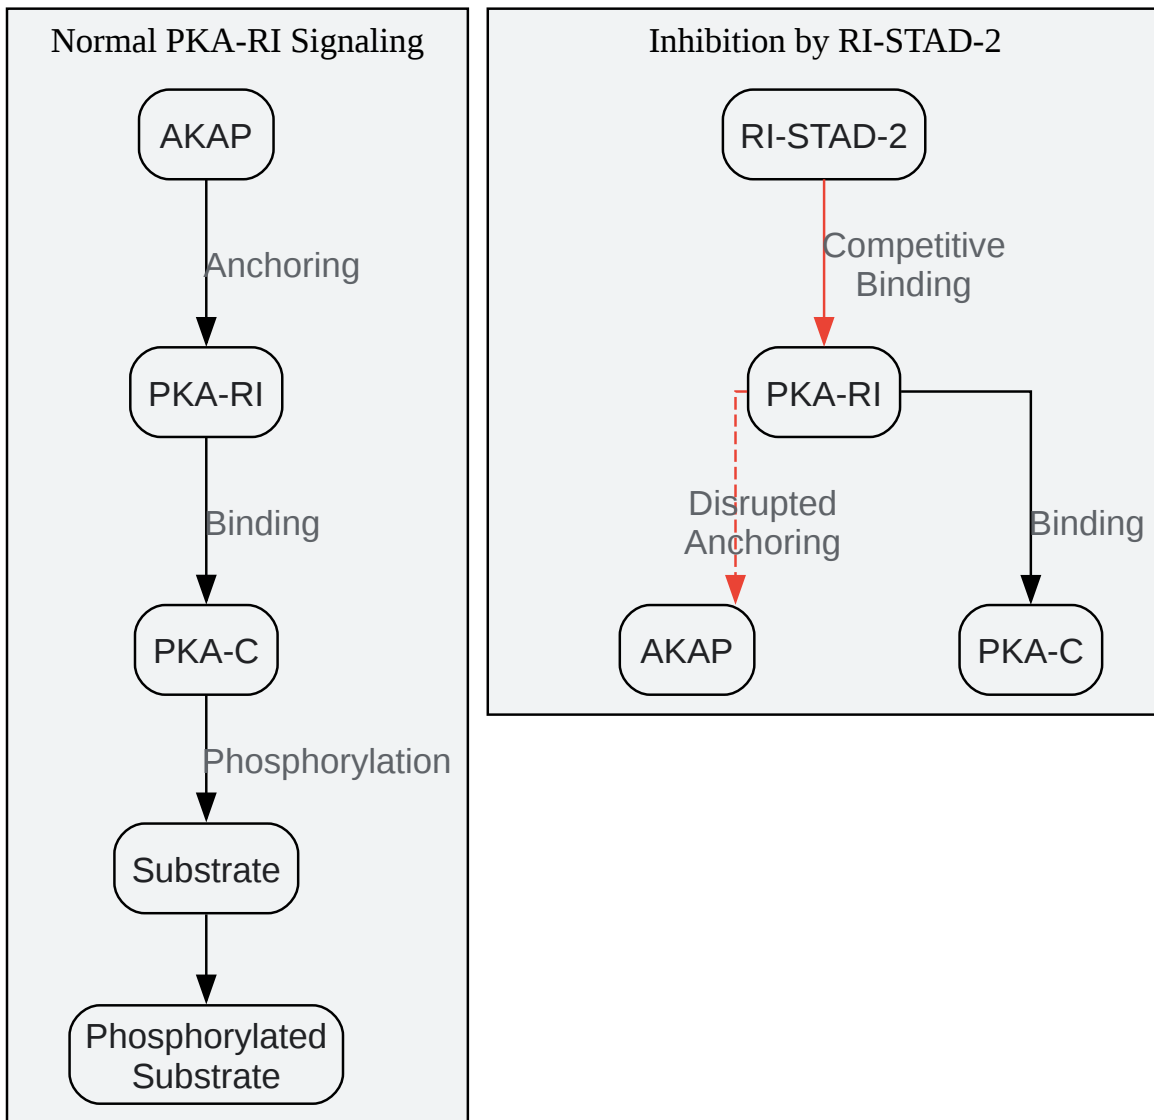 Normal PKA-RI Signaling
AKAP
Anchoring
PKA-RI
Binding
PKA-C
Phosphorylation
Substrate
Phosphorylated
Substrate
Inhibition by RI-STAD-2
RI-STAD-2
Competitive
Binding
PKA-RI
Disrupted
Anchoring
Binding
AKAP
PKA-C